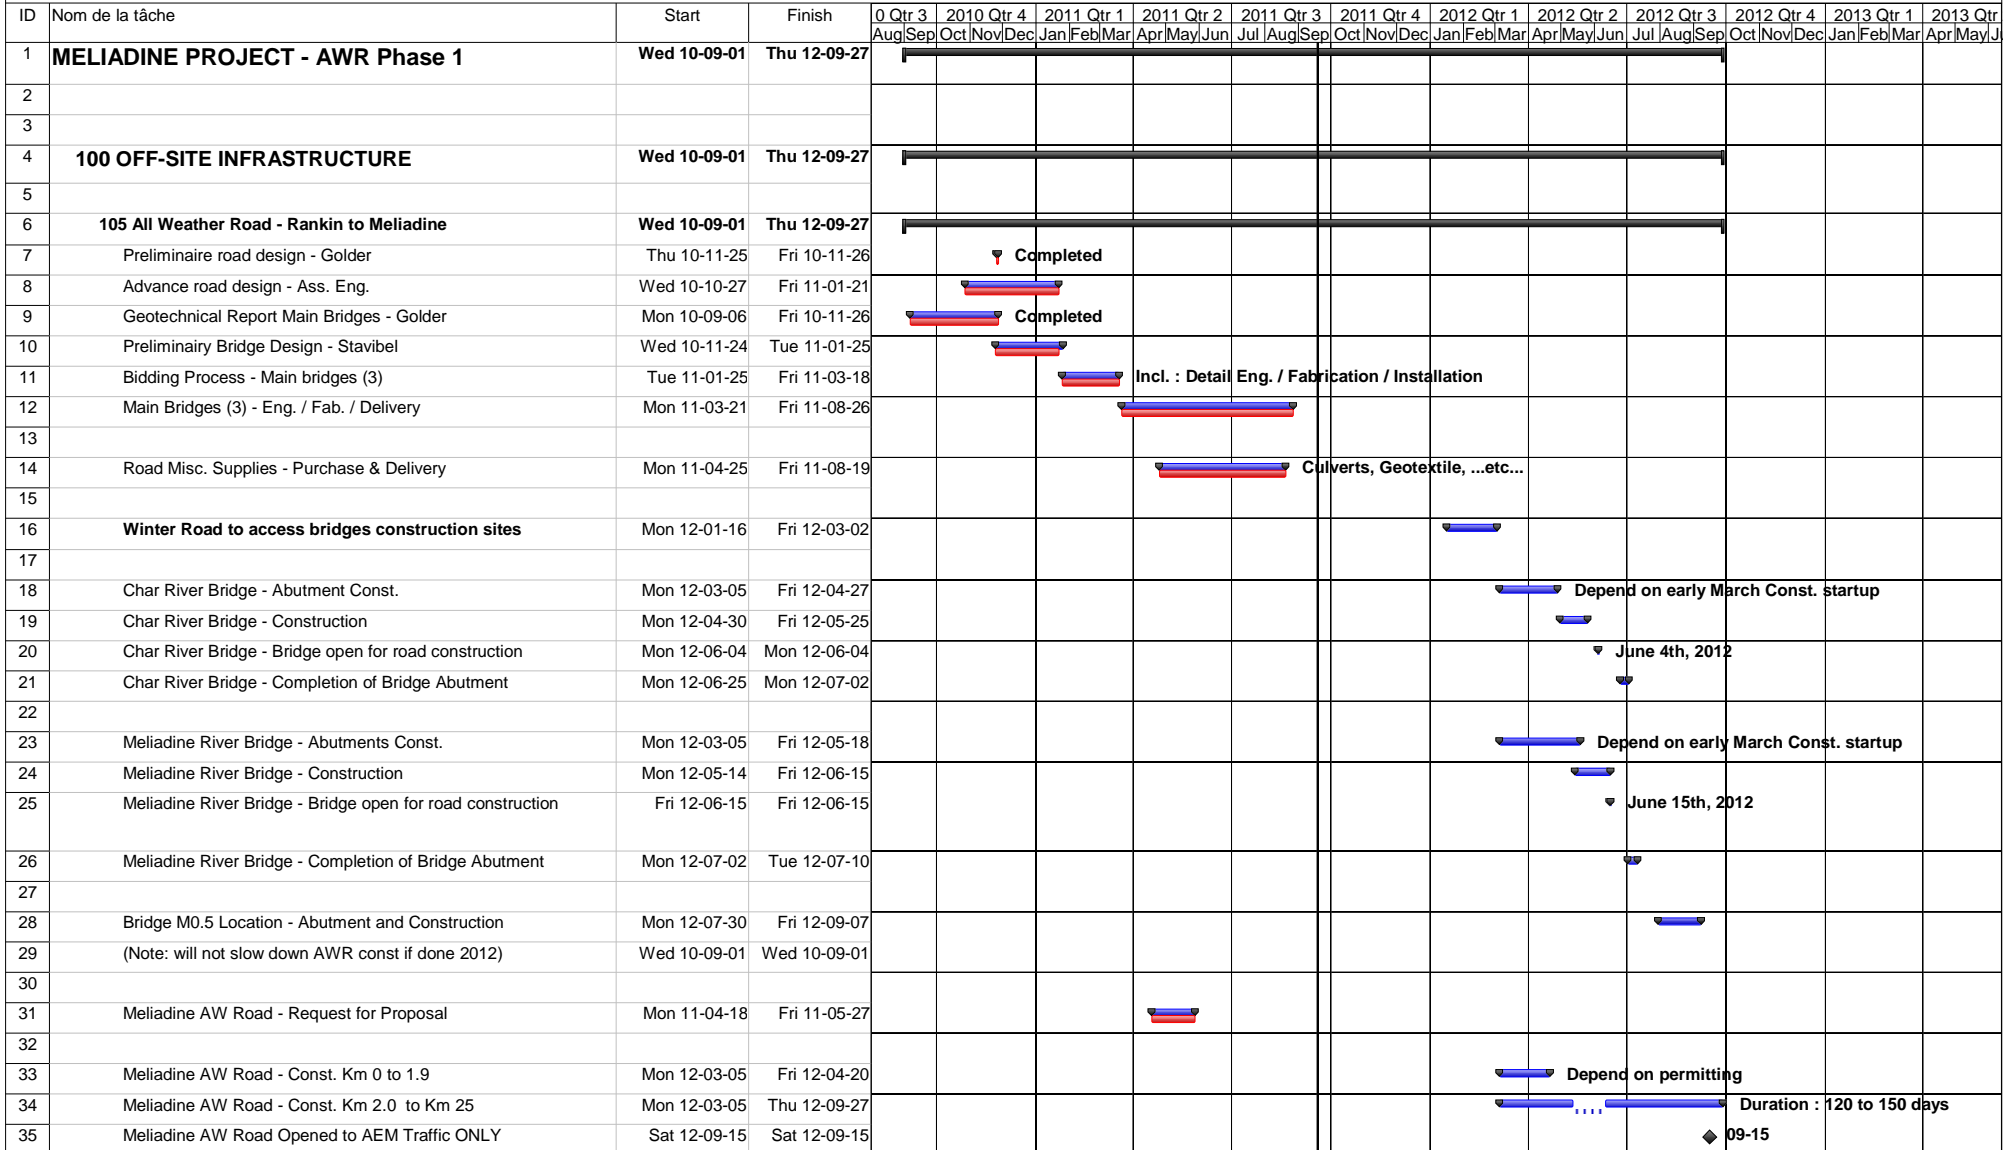 ID Nom de la tâche Start Finish 0 Qtr 3 2010 Qtr 4 2011 Qtr 1 2011 Qtr 2 2011 Qtr 3 2011 Qtr 4 2012 Qtr 1 2012 Qtr 2 2012 Qtr 3 2012 Qtr 4 2013 Qtr 1 2013 Qtr
Aug Sep Oct Nov Dec Jan Feb Mar Apr May Jun Jul Aug Sep Oct Nov Dec Jan Feb Mar Apr May Jun Jul Aug Sep Oct Nov Dec Jan Feb Mar Apr May
1 MELIADINE PROJECT - AWR Phase 1 Wed 10-09-01 Thu 12-09-27
2
3
4 100 OFF-SITE INFRASTRUCTURE Wed 10-09-01 Thu 12-09-27
5
6 105 All Weather Road - Rankin to Meliadine Wed 10-09-01 Thu 12-09-27
7 Preliminaire road design - Golder Thu 10-11-25 Fri 10-11-26 Completed
8 Advance road design - Ass. Eng. Wed 10-10-27 Fri 11-01-21
9 Geotechnical Report Main Bridges - Golder Mon 10-09-06 Fri 10-11-26 Completed
10 Preliminairy Bridge Design - Stavibel Wed 10-11-24 Tue 11-01-25
11 Bidding Process - Main bridges (3) Tue 11-01-25 Fri 11-03-18 Incl. : Detail Eng. / Fabrication / Installation
12 Main Bridges (3) - Eng. / Fab. / Delivery Mon 11-03-21 Fri 11-08-26
13
14 Road Misc. Supplies - Purchase & Delivery Mon 11-04-25 Fri 11-08-19 Culverts, Geotextile, ...etc...
15
16 Winter Road to access bridges construction sites Mon 12-01-16 Fri 12-03-02
17
18 Char River Bridge - Abutment Const. Mon 12-03-05 Fri 12-04-27 Depend on early March Const. startup
19 Char River Bridge - Construction Mon 12-04-30 Fri 12-05-25
20 Char River Bridge - Bridge open for road construction Mon 12-06-04 Mon 12-06-04 June 4th, 2012
21 Char River Bridge - Completion of Bridge Abutment Mon 12-06-25 Mon 12-07-02
22
23 Meliadine River Bridge - Abutments Const. Mon 12-03-05 Fri 12-05-18 Depend on early March Const. startup
24 Meliadine River Bridge - Construction Mon 12-05-14 Fri 12-06-15
25 Meliadine River Bridge - Bridge open for road construction Fri 12-06-15 Fri 12-06-15 June 15th, 2012
26 Meliadine River Bridge - Completion of Bridge Abutment Mon 12-07-02 Tue 12-07-10
27
28 Bridge M0.5 Location - Abutment and Construction Mon 12-07-30 Fri 12-09-07
29 (Note: will not slow down AWR const if done 2012) Wed 10-09-01 Wed 10-09-01
30
31 Meliadine AW Road - Request for Proposal Mon 11-04-18 Fri 11-05-27
32
33 Meliadine AW Road - Const. Km 0 to 1.9 Mon 12-03-05 Fri 12-04-20 Depend on permitting
34 Meliadine AW Road - Const. Km 2.0 to Km 25 Mon 12-03-05 Thu 12-09-27 Duration : 120 to 150 days
35 Meliadine AW Road Opened to AEM Traffic ONLY Sat 12-09-15 Sat 12-09-15 09-15